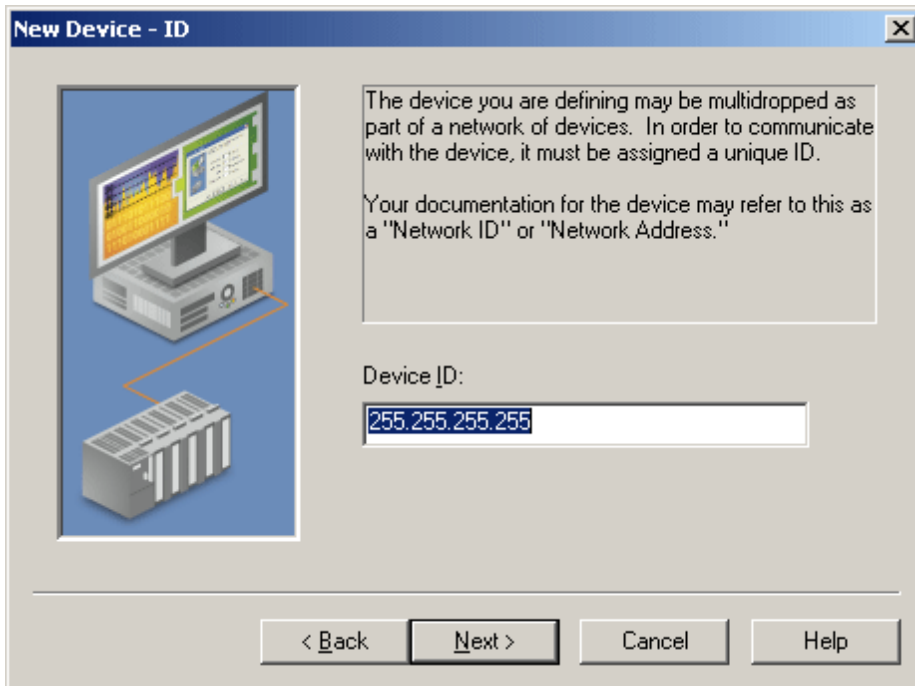 New Device - ID
The device you are defining may be multidropped as
part of a network of devices.  In order to communicate
with the device, it must be assigned a unique ID.
Your documentation for the device may refer to this as
a "Network ID" or "Network Address."
Device ID:
255.255.255.255
< Back
Next >
Cancel
Help